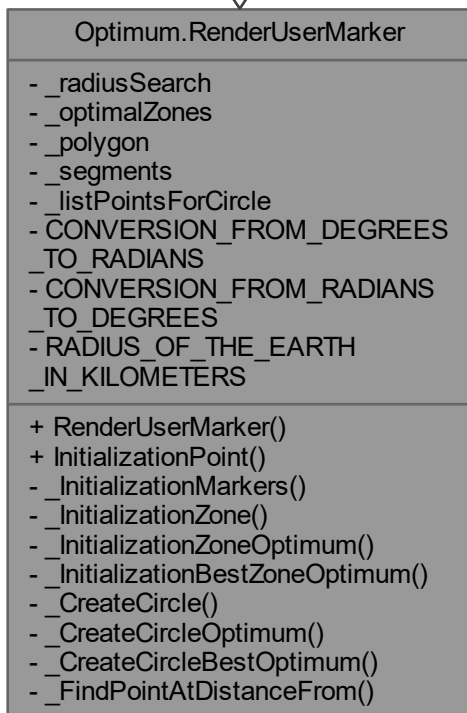 Optimum.RenderUserMarker
- _radiusSearch
- _optimalZones
- _polygon
- _segments
- _listPointsForCircle
- CONVERSION_FROM_DEGREES
_TO_RADIANS
- CONVERSION_FROM_RADIANS
_TO_DEGREES
- RADIUS_OF_THE_EARTH
_IN_KILOMETERS
+ RenderUserMarker()
+ InitializationPoint()
- _InitializationMarkers()
- _InitializationZone()
- _InitializationZoneOptimum()
- _InitializationBestZoneOptimum()
- _CreateCircle()
- _CreateCircleOptimum()
- _CreateCircleBestOptimum()
- _FindPointAtDistanceFrom()